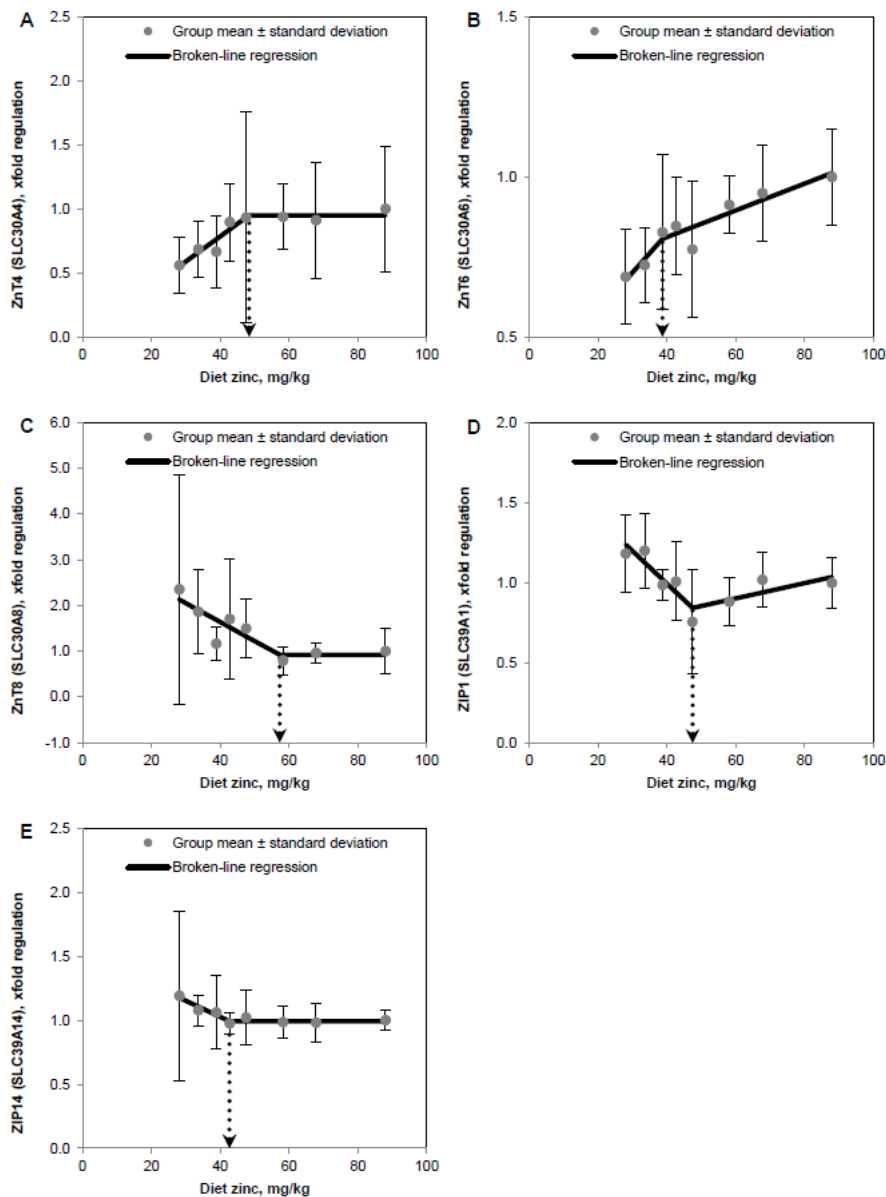 A
Group mean ± standard deviation
Broken-line regression
ZnT4 (SLC30A4), xfold regulation
2.5
2.0
1.5
1.0
0.5
0.0
0 20 40 60 80 100
Diet zinc, mg/kg
B
Group mean ± standard deviation
Broken-line regression
ZnT6 (SLC30A6), xfold regulation
1.5
1.0
0.5
0 20 40 60 80 100
Diet zinc, mg/kg
C
Group mean ± standard deviation
Broken-line regression
ZnT8 (SLC30A8), xfold regulation
6.0
5.0
4.0
3.0
2.0
1.0
0.0
-1.0
0 20 40 60 80 100
Diet zinc, mg/kg
D
Group mean ± standard deviation
Broken-line regression
ZIP1 (SLC39A1), xfold regulation
2.0
1.5
1.0
0.5
0.0
0 20 40 60 80 100
Diet zinc, mg/kg
E
Group mean ± standard deviation
Broken-line regression
ZIP14 (SLC39A14), xfold regulation
2.5
2.0
1.5
1.0
0.5
0.0
0 20 40 60 80 100
Diet zinc, mg/kg